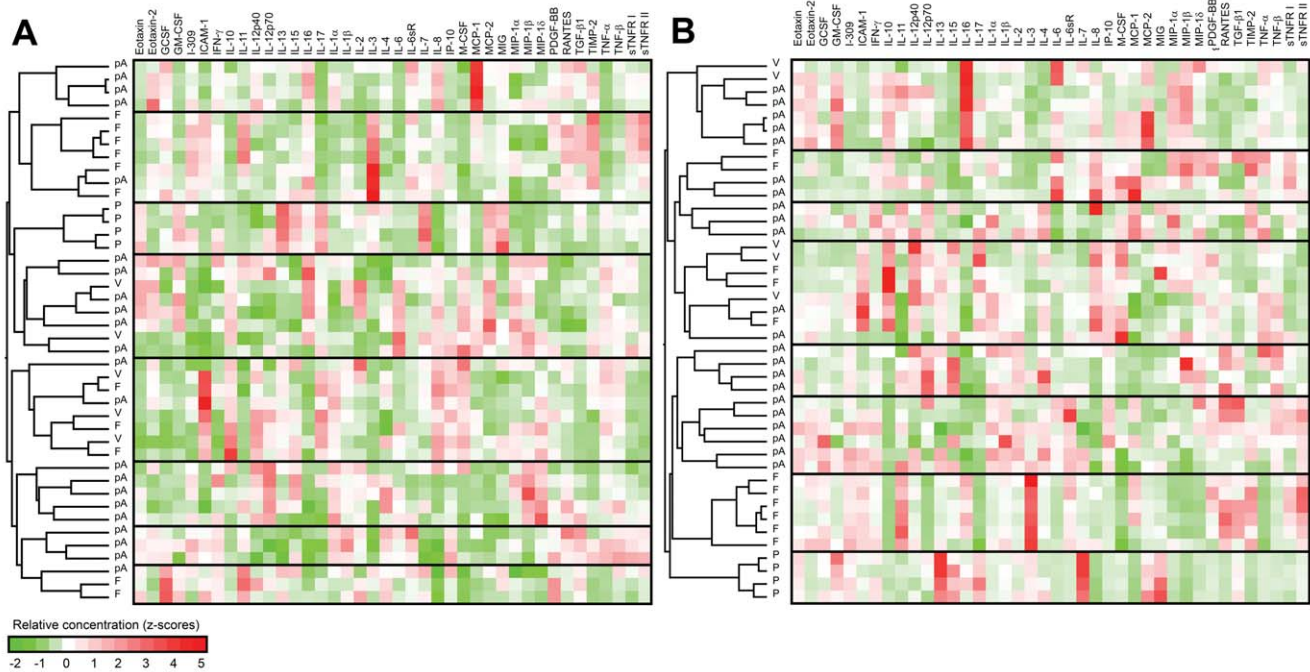 A
Eotaxin
Eotaxin-2
GCSF
GM-CSF
I-309
ICAM-1
IFN-γ
IL-10
IL-11
IL-12p40
IL-12p70
IL-13
IL-15
IL-16
IL-17
IL-1α
IL-1β
IL-2
IL-3
IL-4
IL-6
IL-6sR
IL-7
IL-8
IP-10
M-CSF
MCP-1
MCP-2
MIG
MIP-1α
MIP-1β
MIP-1δ
PDGF-BB
RANTES
TGF-β1
TIMP-2
TNF-α
TNF-β
sTNFR I
sTNFR II
pA
pA
pA
pA
F
F
F
F
F
pA
F
P
P
P
P
pA
pA
V
pA
pA
pA
V
pA
pA
V
F
pA
V
F
V
F
pA
pA
pA
pA
pA
pA
pA
pA
pA
F
F
B
Eotaxin
Eotaxin-2
GCSF
GM-CSF
I-309
ICAM-1
IFN-γ
IL-10
IL-11
IL-12p40
IL-12p70
IL-13
IL-15
IL-16
IL-17
IL-1α
IL-1β
IL-2
IL-3
IL-4
IL-6
IL-6sR
IL-7
IL-8
IP-10
M-CSF
MCP-1
MCP-2
MIG
MIP-1α
MIP-1β
MIP-1δ
PDGF-BB
RANTES
TGF-β1
TIMP-2
TNF-α
TNF-β
sTNFR I
sTNFR II
V
V
pA
pA
pA
pA
pA
F
F
pA
pA
pA
pA
pA
V
V
F
F
V
pA
F
pA
pA
pA
pA
pA
pA
pA
pA
pA
pA
pA
F
F
F
F
F
F
P
P
P
P
Relative concentration (z-scores)
-2 -1 0 1 2 3 4 5